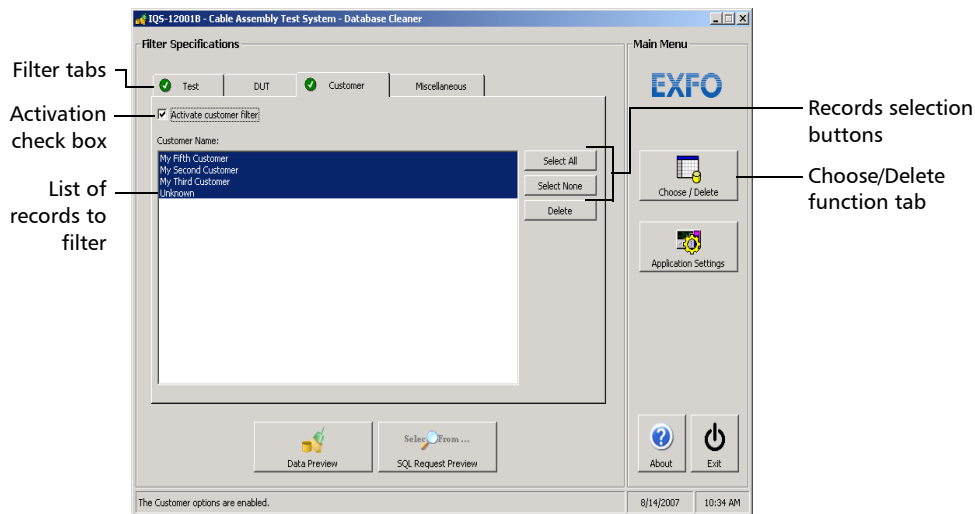 IQS-12001B - Cable Assembly Test System - Database Cleaner
Filter Specifications
Main Menu
Filter tabs
Test
DUT
Customer
Miscellaneous
EXFO
Activation
check box
Activate customer filter
Records selection
buttons
Customer Name:
My Fifth Customer
My Second Customer
My Third Customer
Unknown
Select All
Select None
Delete
List of
records to
filter
Choose / Delete
Choose/Delete
function tab
Application Settings
Data Preview
Selec From ...
SQL Request Preview
About
Exit
The Customer options are enabled.
8/14/2007
10:34 AM